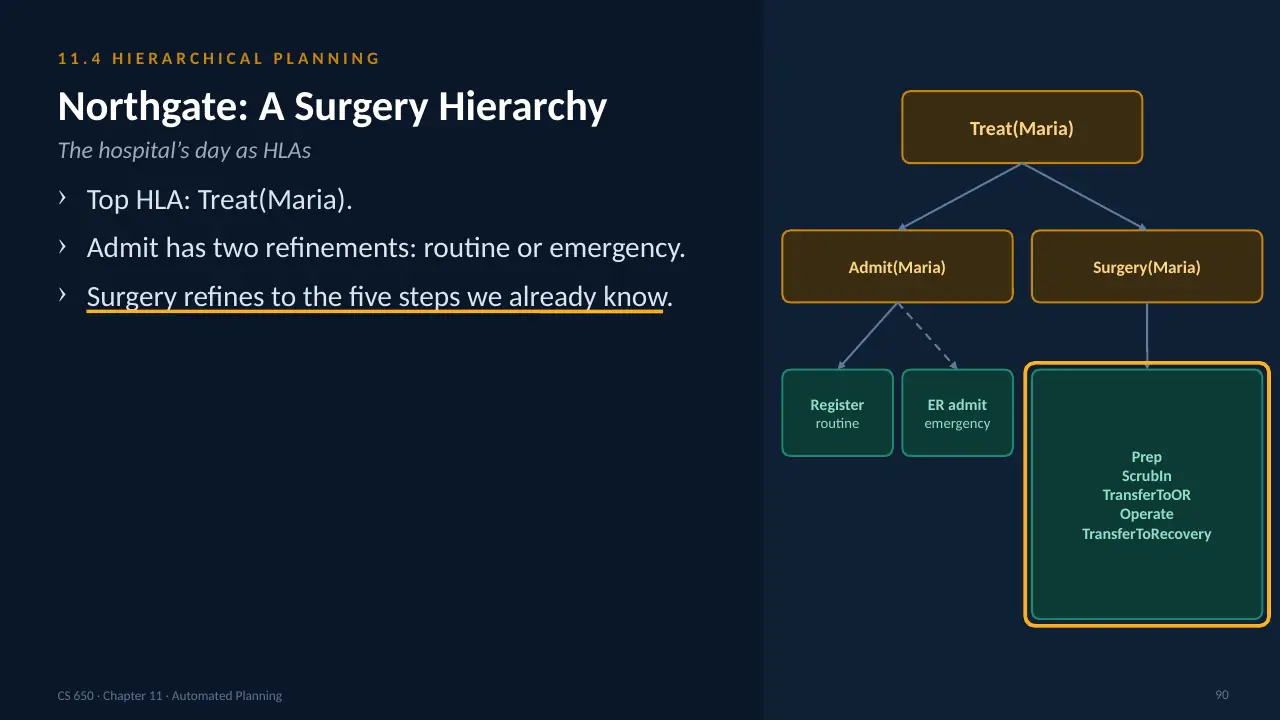 11.4 HIERARCHICAL PLANNING
Northgate: A Surgery Hierarchy
The hospital’s day as HLAs
› Top HLA: Treat(Maria).
› Admit has two refinements: routine or emergency.
› Surgery refines to the five steps we already know.
Treat(Maria)
Admit(Maria)
Surgery(Maria)
Register
routine
ER admit
emergency
Prep
ScrubIn
TransferToOR
Operate
TransferToRecovery
CS 650 · Chapter 11 · Automated Planning
90